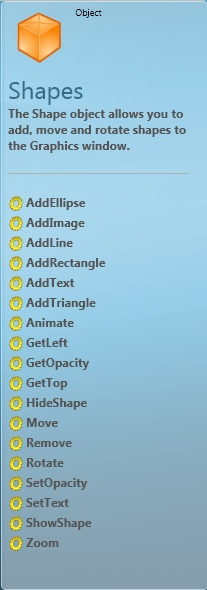 Object
Shapes
The Shape object allows you to
add, move and rotate shapes to
the Graphics window.
AddEllipse
AddImage
AddLine
AddRectangle
AddText
AddTriangle
Animate
GetLeft
GetOpacity
GetTop
HideShape
Move
Remove
Rotate
SetOpacity
SetText
ShowShape
Zoom